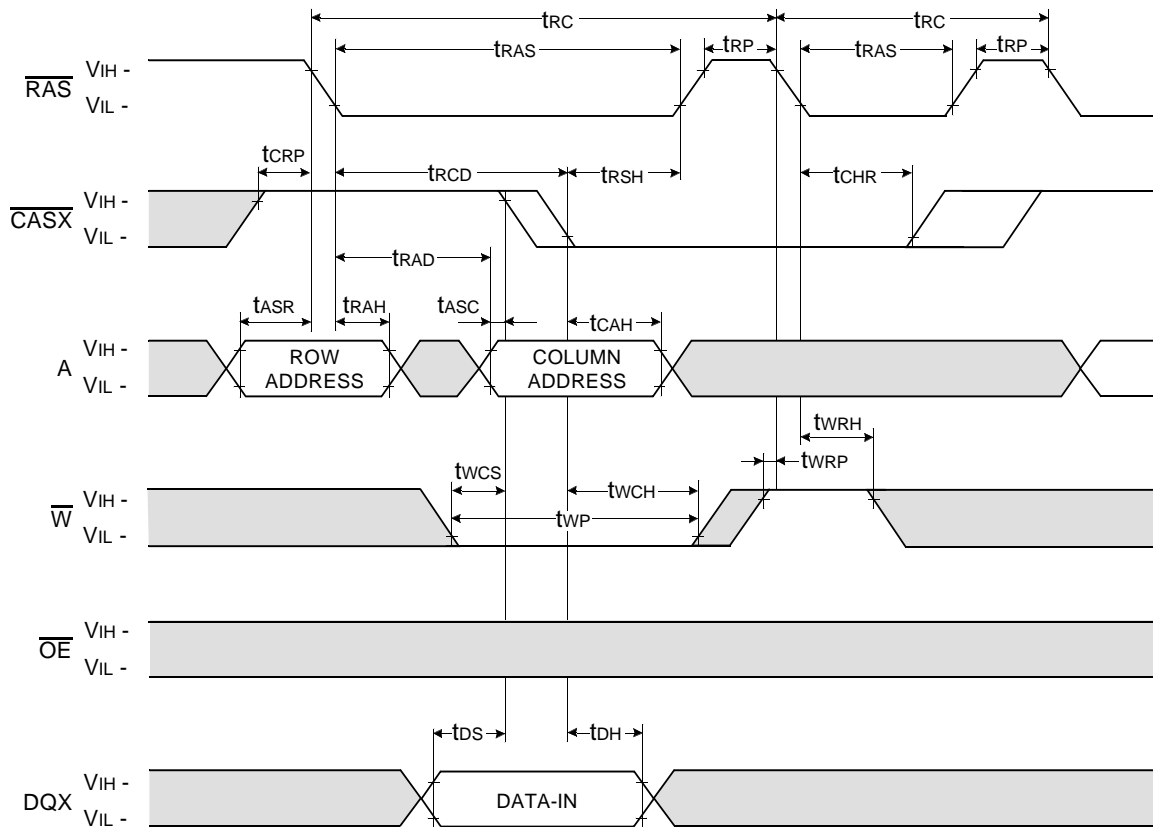 tRC tRC
tRAS tRP tRAS tRP
RAS VIH -
VIL -
tCRP tRCD tRSH tCHR
CASX VIH -
VIL -
tRAD
tASR tRAH tASC tCAH
A VIH -
VIL -
ROW
ADDRESS
COLUMN
ADDRESS
tWRH
tWRP
tWCS tWCH
tWP
W VIH -
VIL -
OE VIH -
VIL -
tDS tDH
DQX VIH -
VIL -
DATA-IN